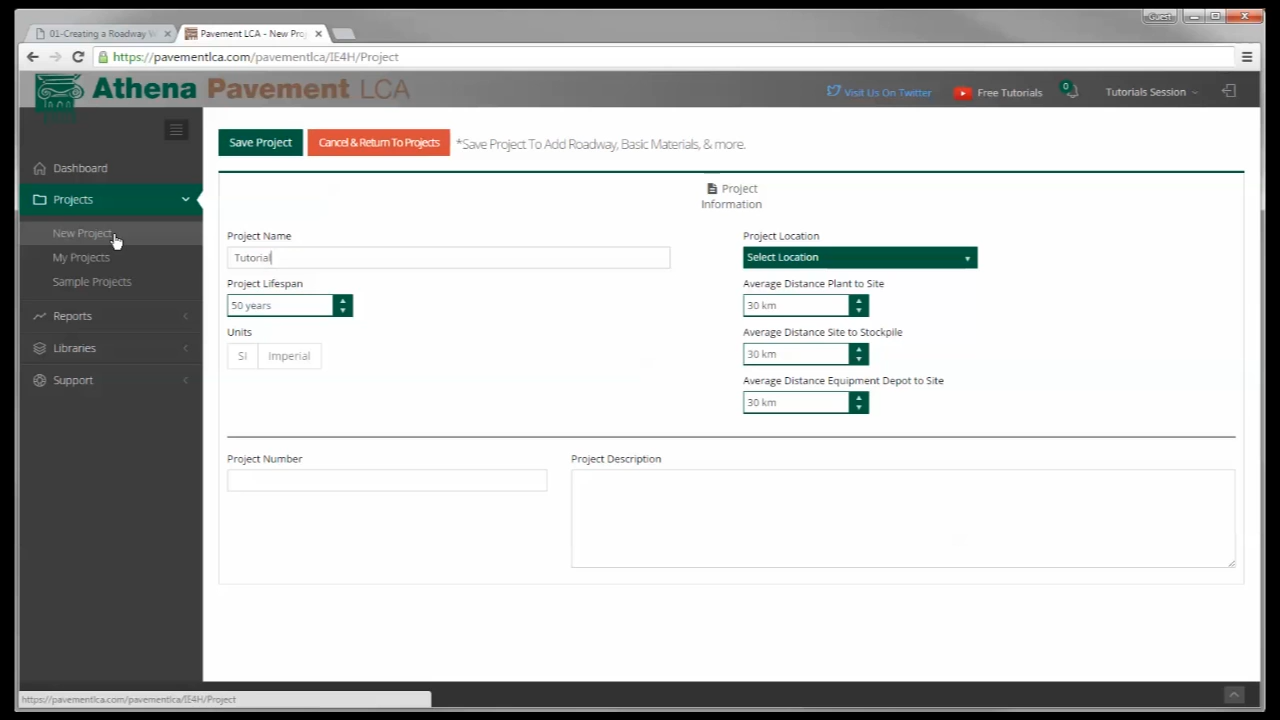 Guest
01-Creating a Roadway
Pavement LCA - New Pro
https://pavementlca.com/pavementlca/IE4H/Project
Athena Pavement LCA
Visit Us On Twitter
Free Tutorials
0
Tutorials Session
Dashboard
Projects
New Project
My Projects
Sample Projects
Reports
Libraries
Support
Save Project
Cancel & Return To Projects
*Save Project To Add Roadway, Basic Materials, & more.
Project
Information
Project Name
Tutorial
Project Lifespan
50 years
Units
SI
Imperial
Project Location
Select Location
Average Distance Plant to Site
30 km
Average Distance Site to Stockpile
30 km
Average Distance Equipment Depot to Site
30 km
Project Number
Project Description
https://pavementlca.com/pavementlca/IE4H/Project